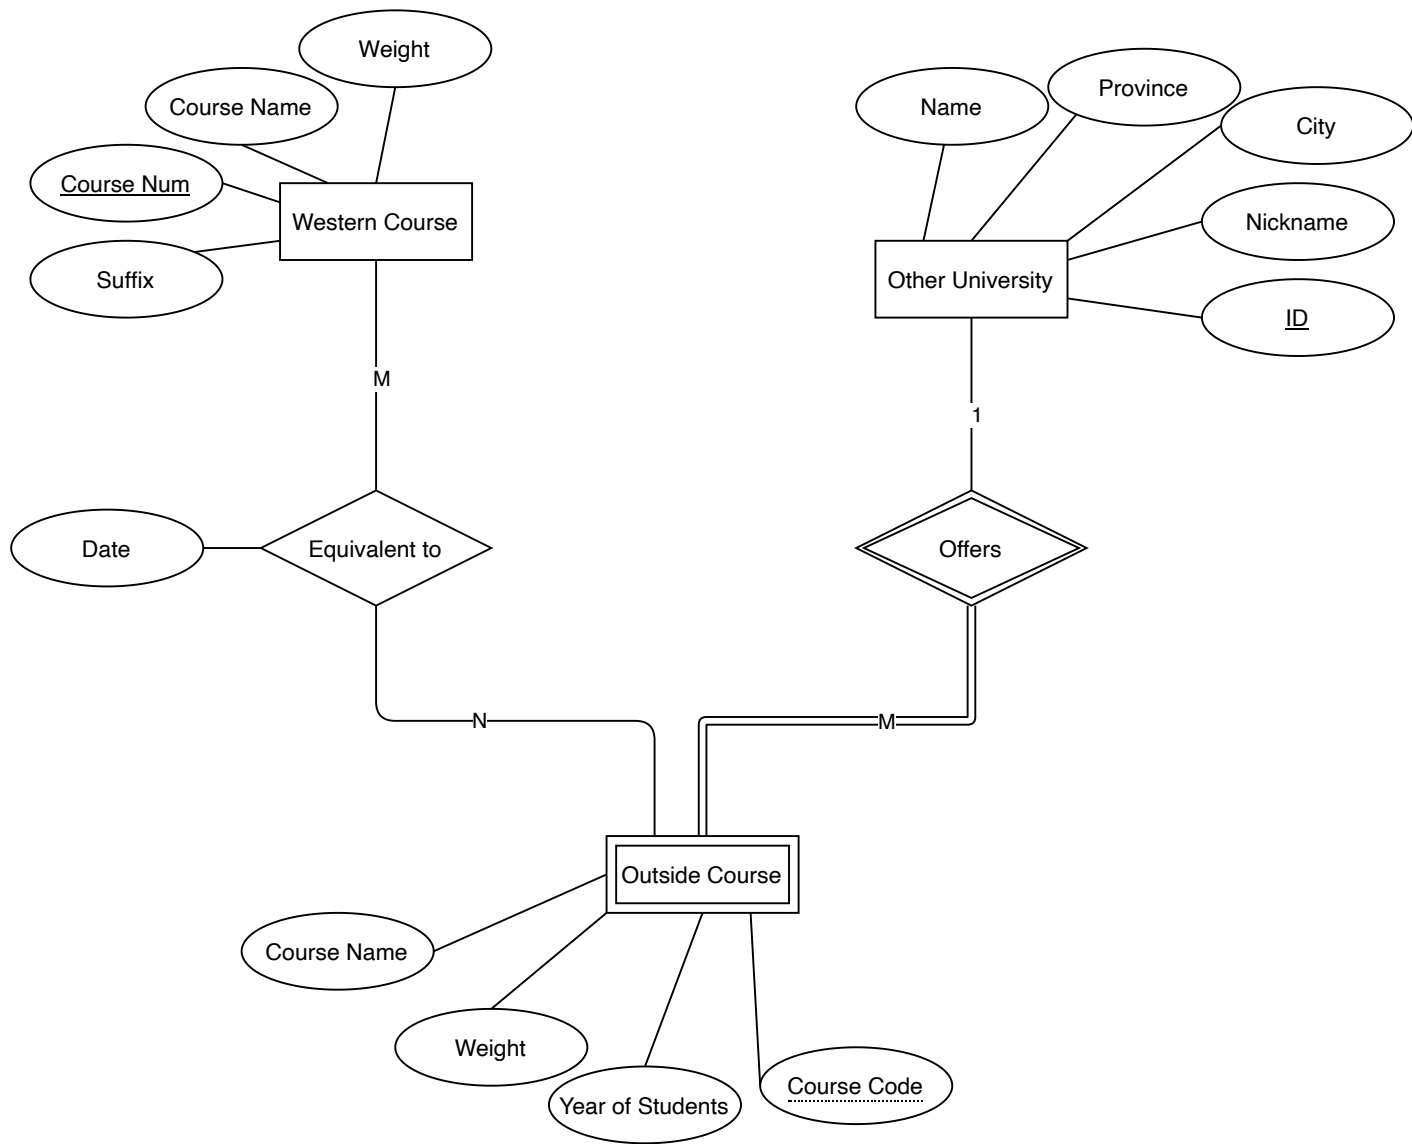 Weight
Course Name
Course Num
Suffix
Western Course
Name
Province
City
Nickname
ID
Other University
M
1
Date
Equivalent to
Offers
N
M
Outside Course
Course Name
Weight
Year of Students
Course Code